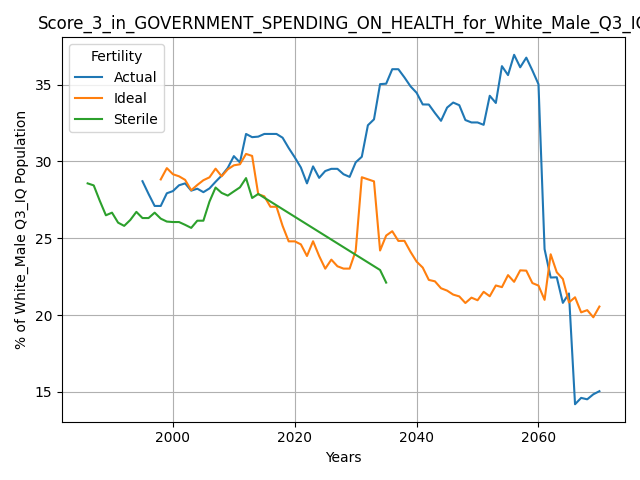 Score_3_in_GOVERNMENT_SPENDING_ON_HEALTH_for_White_Male_Q3_IQ
Fertility
Actual
Ideal
Sterile
% of White_Male Q3_IQ Population
35
30
25
20
15
2000 2020 2040 2060
Years